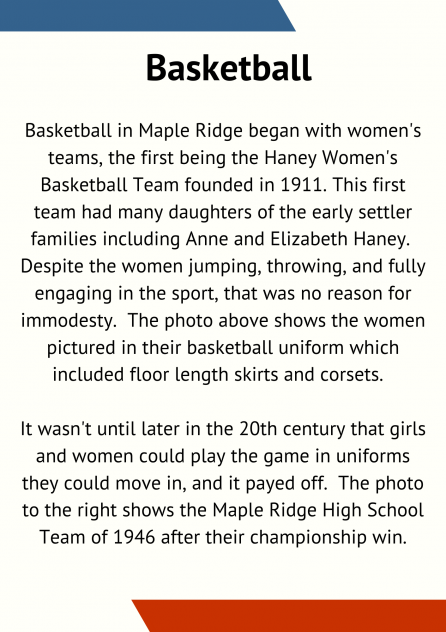 Basketball
Basketball in Maple Ridge began with women's
teams, the first being the Haney Women's
Basketball Team founded in 1911. This first
team had many daughters of the early settler
families including Anne and Elizabeth Haney.
Despite the women jumping, throwing, and fully
engaging in the sport, that was no reason for
immodesty.  The photo above shows the women
pictured in their basketball uniform which
included floor length skirts and corsets.
It wasn't until later in the 20th century that girls
and women could play the game in uniforms
they could move in, and it payed off.  The photo
to the right shows the Maple Ridge High School
Team of 1946 after their championship win.